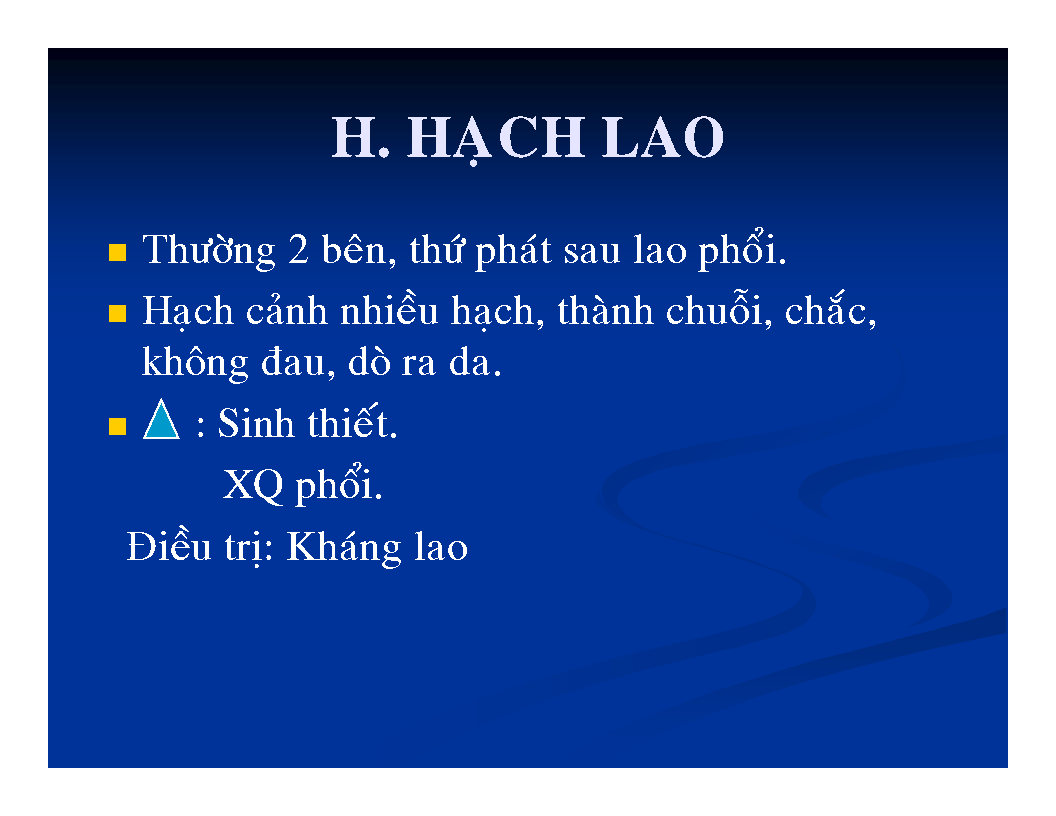 H. HẠCH LAO
Thường 2 bên, thứ phát sau lao phổi.
Hạch cảnh nhiều hạch, thành chuỗi, chắc,
không đau, dò ra da.
: Sinh thiết.
XQ phổi.
Điều trị: Kháng lao